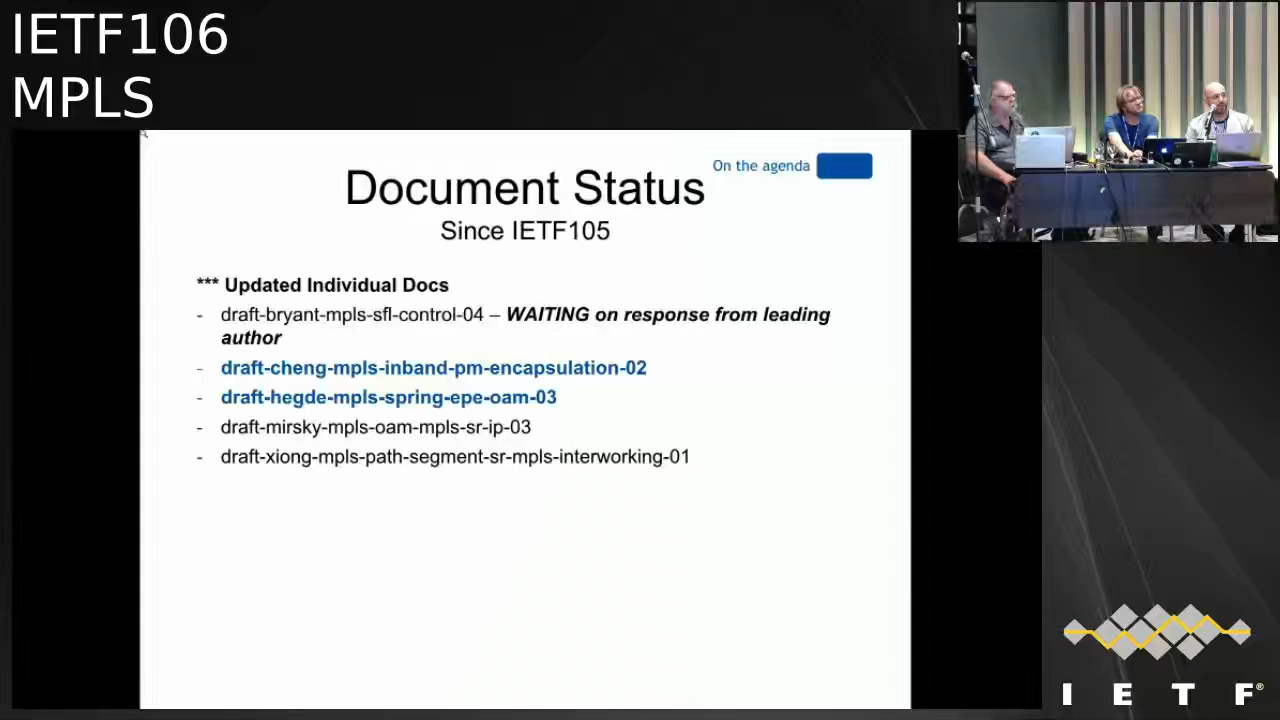 IETF106
MPLS
On the agenda
Document Status
Since IETF105
*** Updated Individual Docs
- draft-bryant-mpls-sfl-control-04 – WAITING on response from leading
author
- draft-cheng-mpls-inband-pm-encapsulation-02
- draft-hegde-mpls-spring-epe-oam-03
- draft-mirsky-mpls-oam-mpls-sr-ip-03
- draft-xiong-mpls-path-segment-sr-mpls-interworking-01
I E T F®